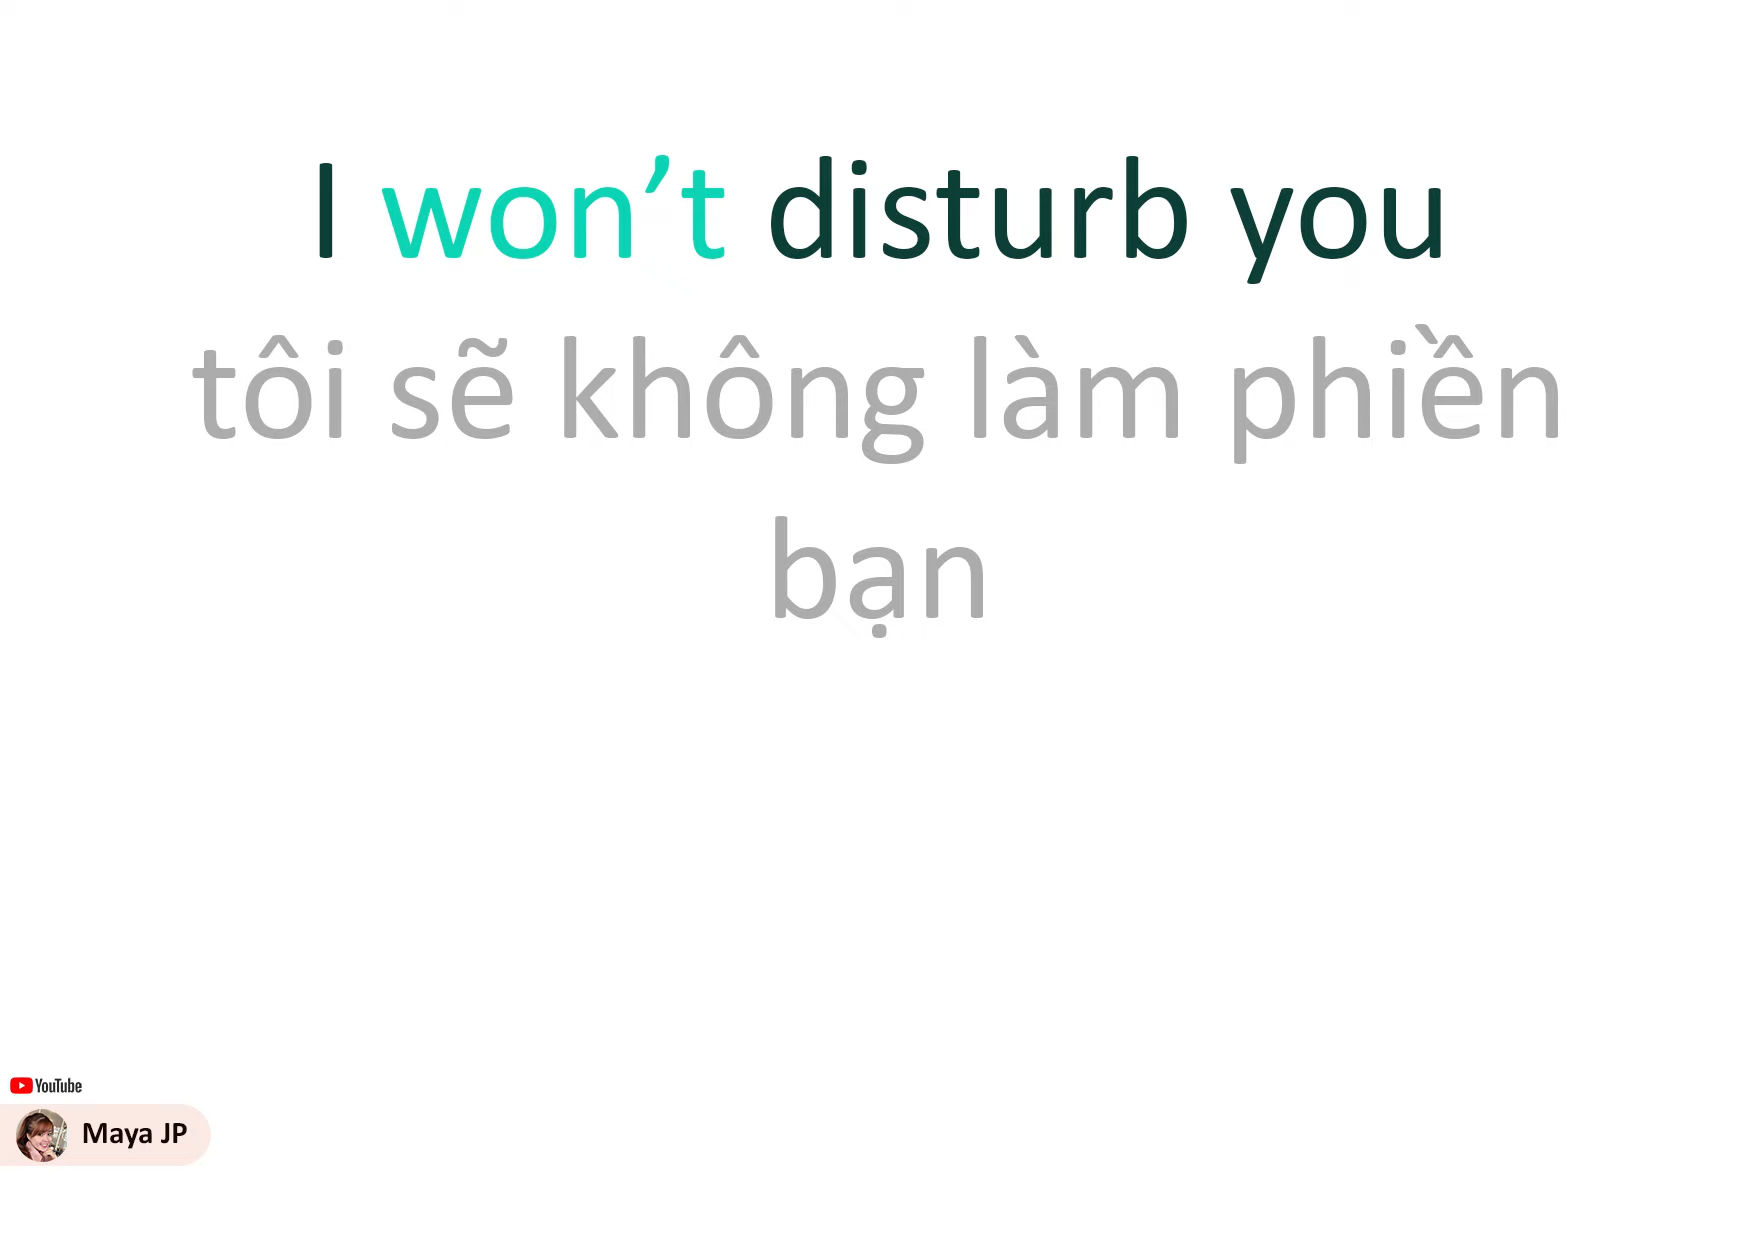 I won’t disturb you
tôi sẽ không làm phiền
bạn
YouTube
Maya JP